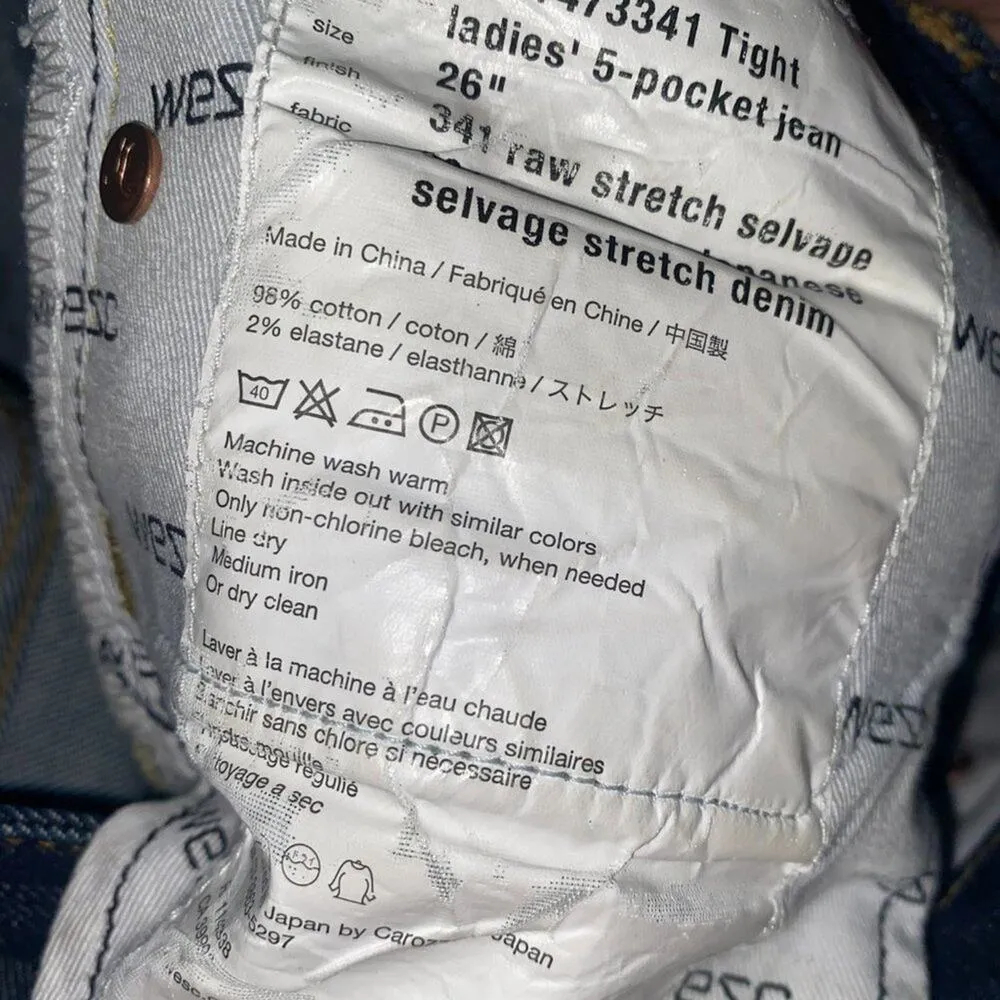 473341 Tight
ladies' 5-pocket jean
size 26"
finish 341 raw stretch selvage
fabric
selvage stretch denim
Made in China / Fabriqué en Chine / 中国製
98% cotton / coton / 綿
2% elastane / elasthanne / ストレッチ
40
P
Machine wash warm
Wash inside out with similar colors
Only non-chlorine bleach, when needed
Line dry
Medium iron
Or dry clean
Laver à la machine à l'eau chaude
Laver à l'envers avec couleurs similaires
Blanchir sans chlore si nécessaire
a sec
Japan by
Japan
5297
wesc
wesc
wesc
wesc